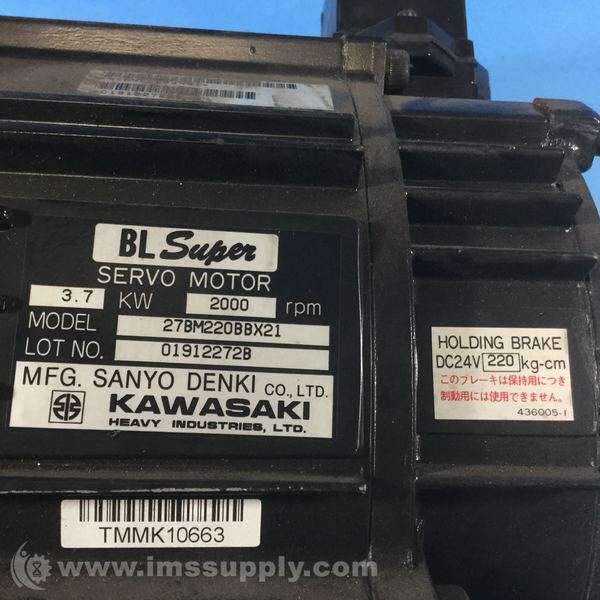 BL Super
SERVO MOTOR
3.7 KW 2000 rpm
MODEL 27BM220BBX21
LOT NO. 01912272B
MFG. SANYO DENKI CO., LTD.
KAWASAKI
HEAVY INDUSTRIES, LTD.
TMMK10663
HOLDING BRAKE
DC24V 220 kg-cm
このブレーキは保持用につき
制動用には使用できません。
436005-1
© www.imssupply.com